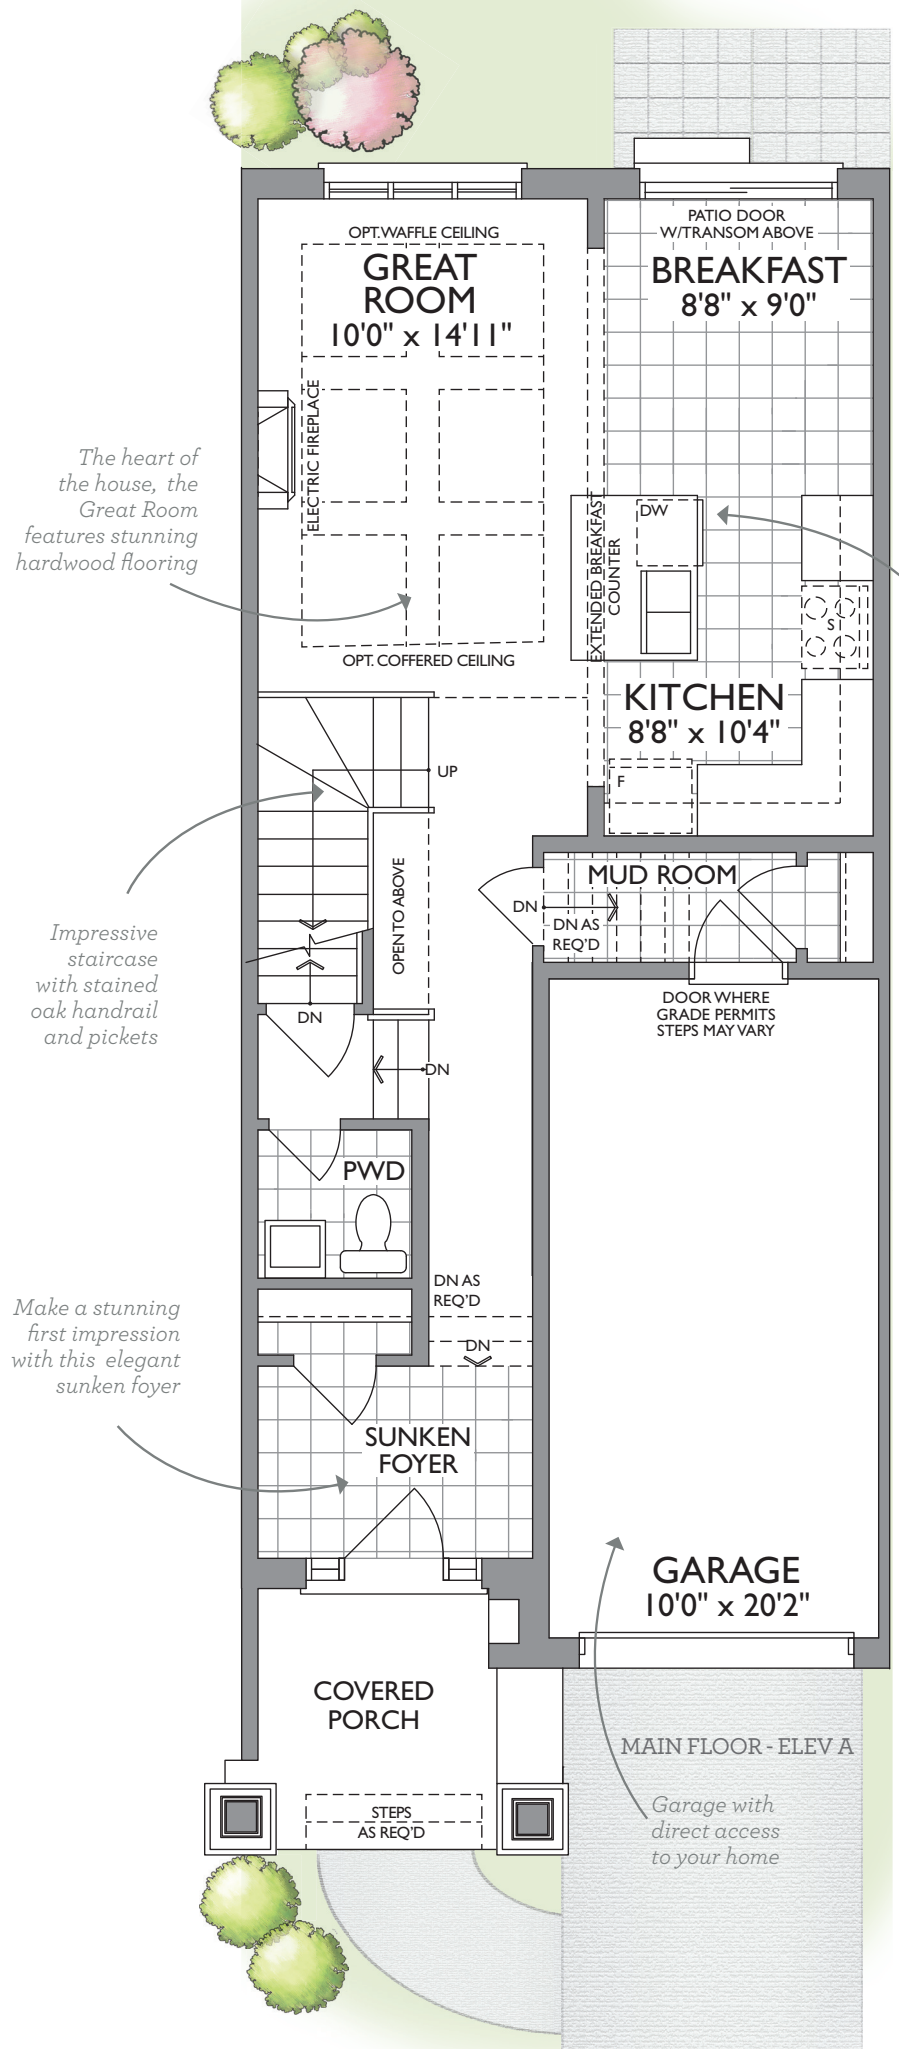 OPT. WAFFLE CEILING
GREAT
ROOM
10'0" x 14'11"
PATIO DOOR
W/TRANSOM ABOVE
BREAKFAST
8'8" x 9'0"
ELECTRIC FIREPLACE
The heart of
the house, the
Great Room
features stunning
hardwood flooring
DW
EXTENDED BREAKFAST
COUNTER
S
OPT. COFFERED CEILING
KITCHEN
8'8" x 10'4"
F
UP
OPEN TO ABOVE
MUD ROOM
DN
DN AS
REQ'D
Impressive
staircase
with stained
oak handrail
and pickets
DN
DOOR WHERE
GRADE PERMITS
STEPS MAY VARY
DN
PWD
DN AS
REQ'D
DN
Make a stunning
first impression
with this elegant
sunken foyer
SUNKEN
FOYER
GARAGE
10'0" x 20'2"
COVERED
PORCH
MAIN FLOOR - ELEV A
Garage with
direct access
to your home
STEPS
AS REQ'D